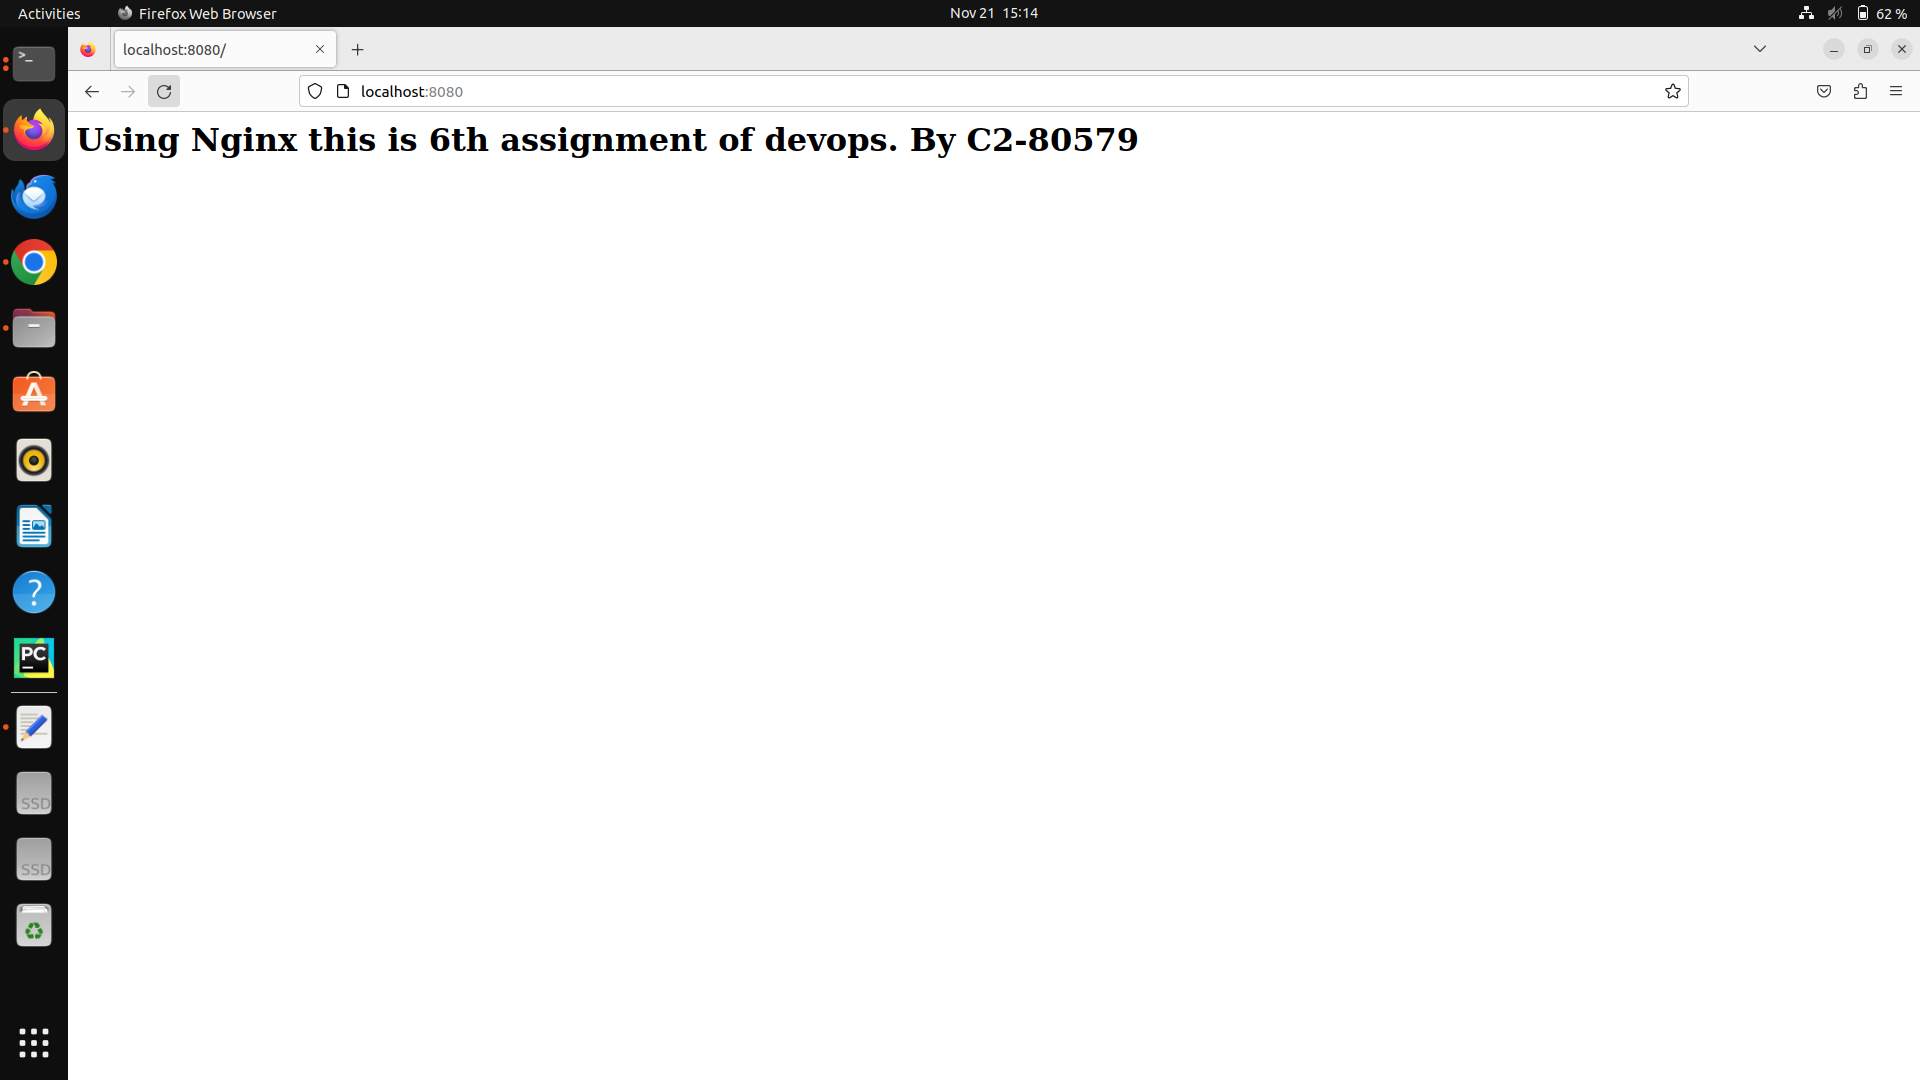 Activities
Firefox Web Browser
Nov 21 15:14
62 %
localhost:8080/
localhost:8080
Using Nginx this is 6th assignment of devops. By C2-80579
>_
A
?
PC
SSD
SSD